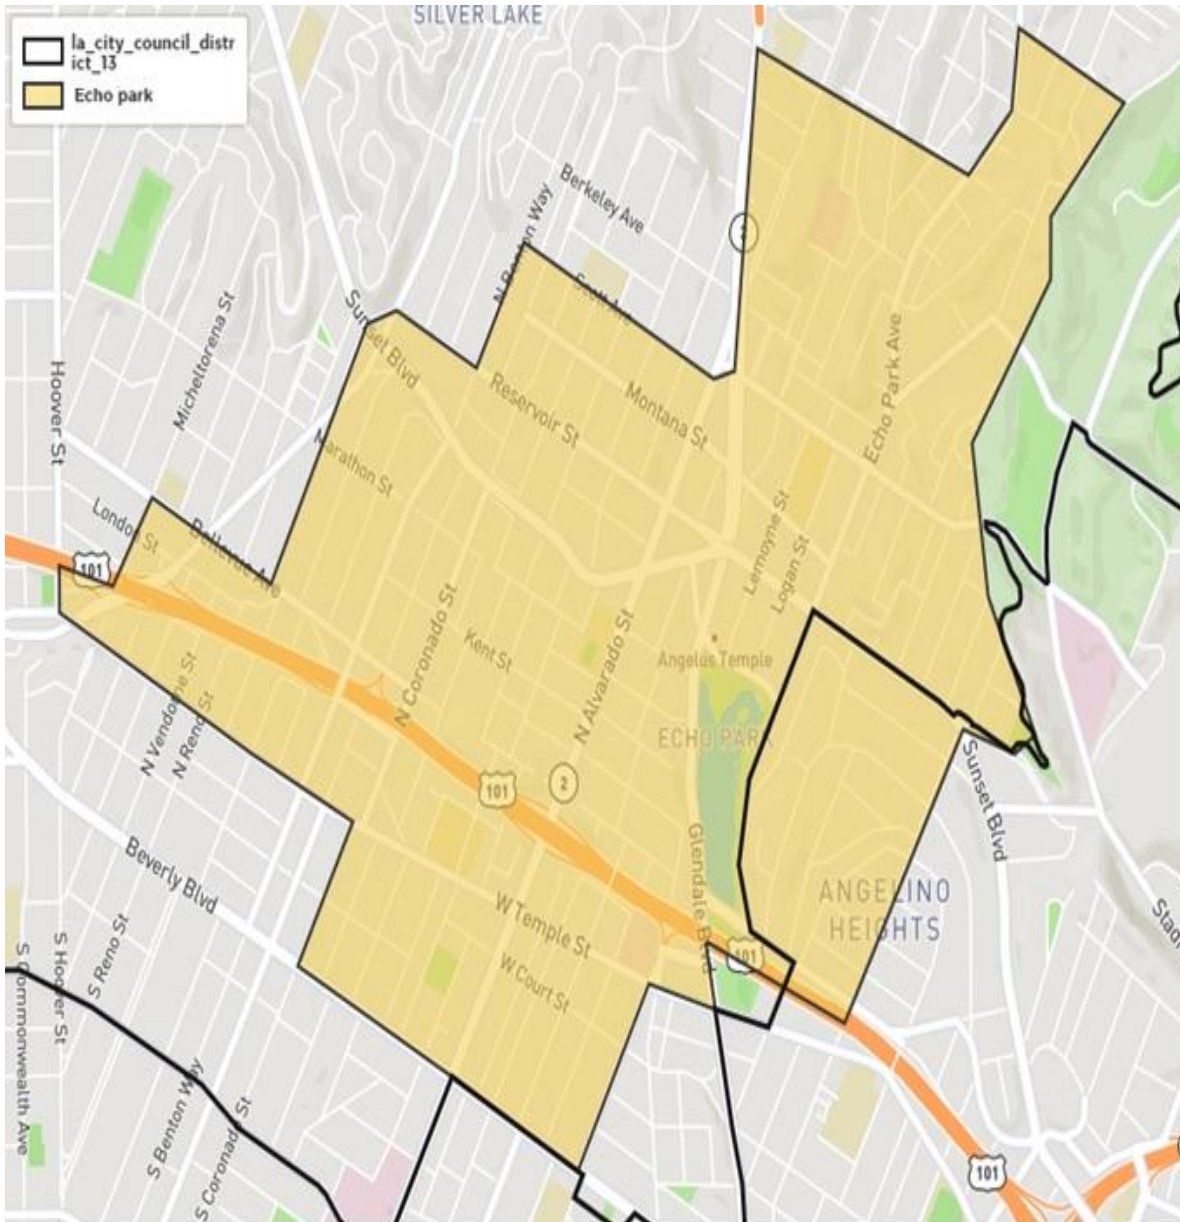 SILVER LAKE
la_city_council_distr
ict_13
Echo park
Berkeley Ave
N Benton Way
Scott Ave
Micheltorena St
Sunset Blvd
Hoover St
Echo Park Ave
Reservoir St
Montana St
Marathon St
London St
Bellevue Ave
101
Lemoyne St
Logan St
N Coronado St
Kent St
N Alvarado St
Angelus Temple
N Vendome St
N Reno St
ECHO PARK
101
2
Sunset Blvd
Glendale Blvd
Beverly Blvd
ANGELINO
HEIGHTS
W Temple St
W Court St
101
S Reno St
S Hoover St
S Commonwealth Ave
S Benton Way
S Coronado St
101